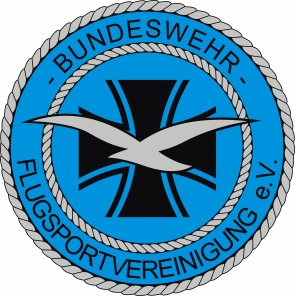 - BUNDESWEHR -
FLUGSPORTVEREINIGUNG e.V.